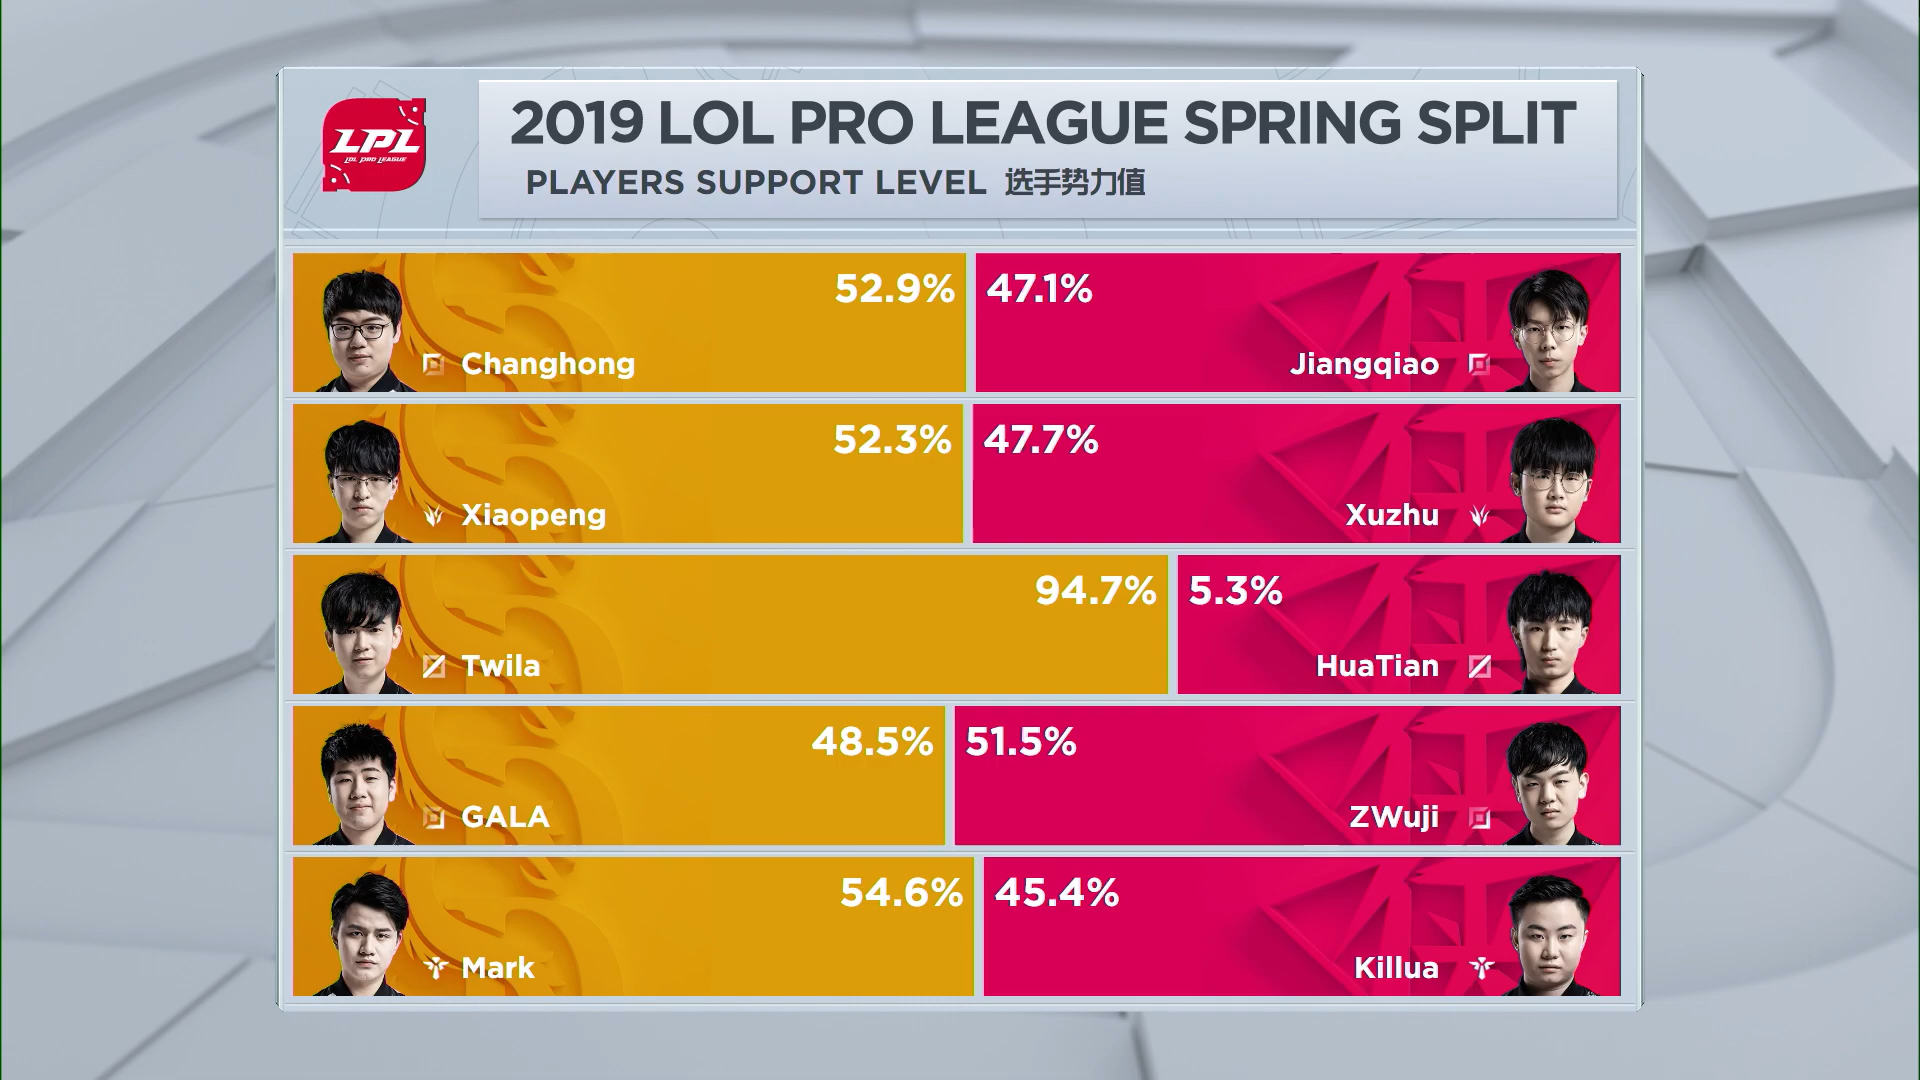 LPL
LOL PRO LEAGUE
2019 LOL PRO LEAGUE SPRING SPLIT
PLAYERS SUPPORT LEVEL 选手势力值
52.9% 47.1%
Changhong Jiangqiao
52.3% 47.7%
Xiaopeng Xuzhu
94.7% 5.3%
Twila HuaTian
48.5% 51.5%
GALA ZWuji
54.6% 45.4%
Mark Killua